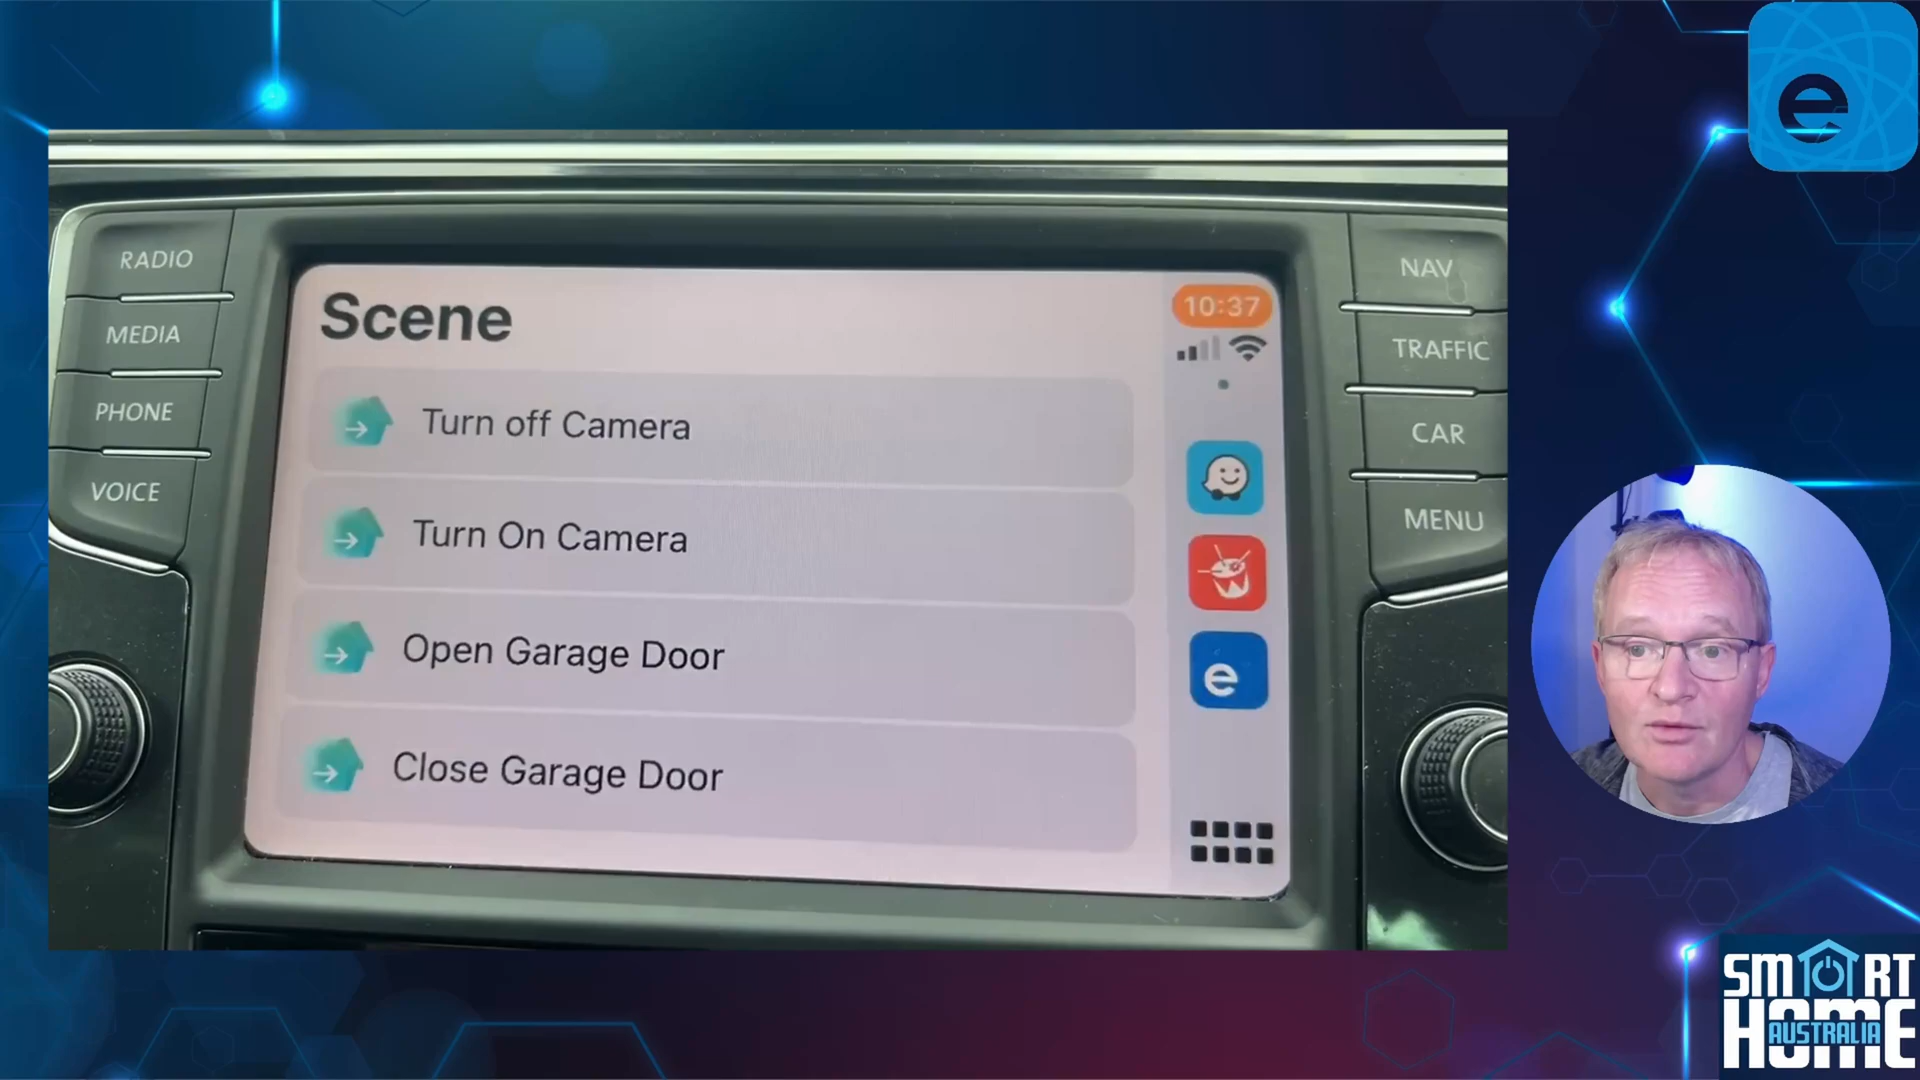 e
RADIO
MEDIA
PHONE
VOICE
Scene
Turn off Camera
Turn On Camera
Open Garage Door
Close Garage Door
10:37
e
NAV
TRAFFIC
CAR
MENU
SMART
HOME
AUSTRALIA